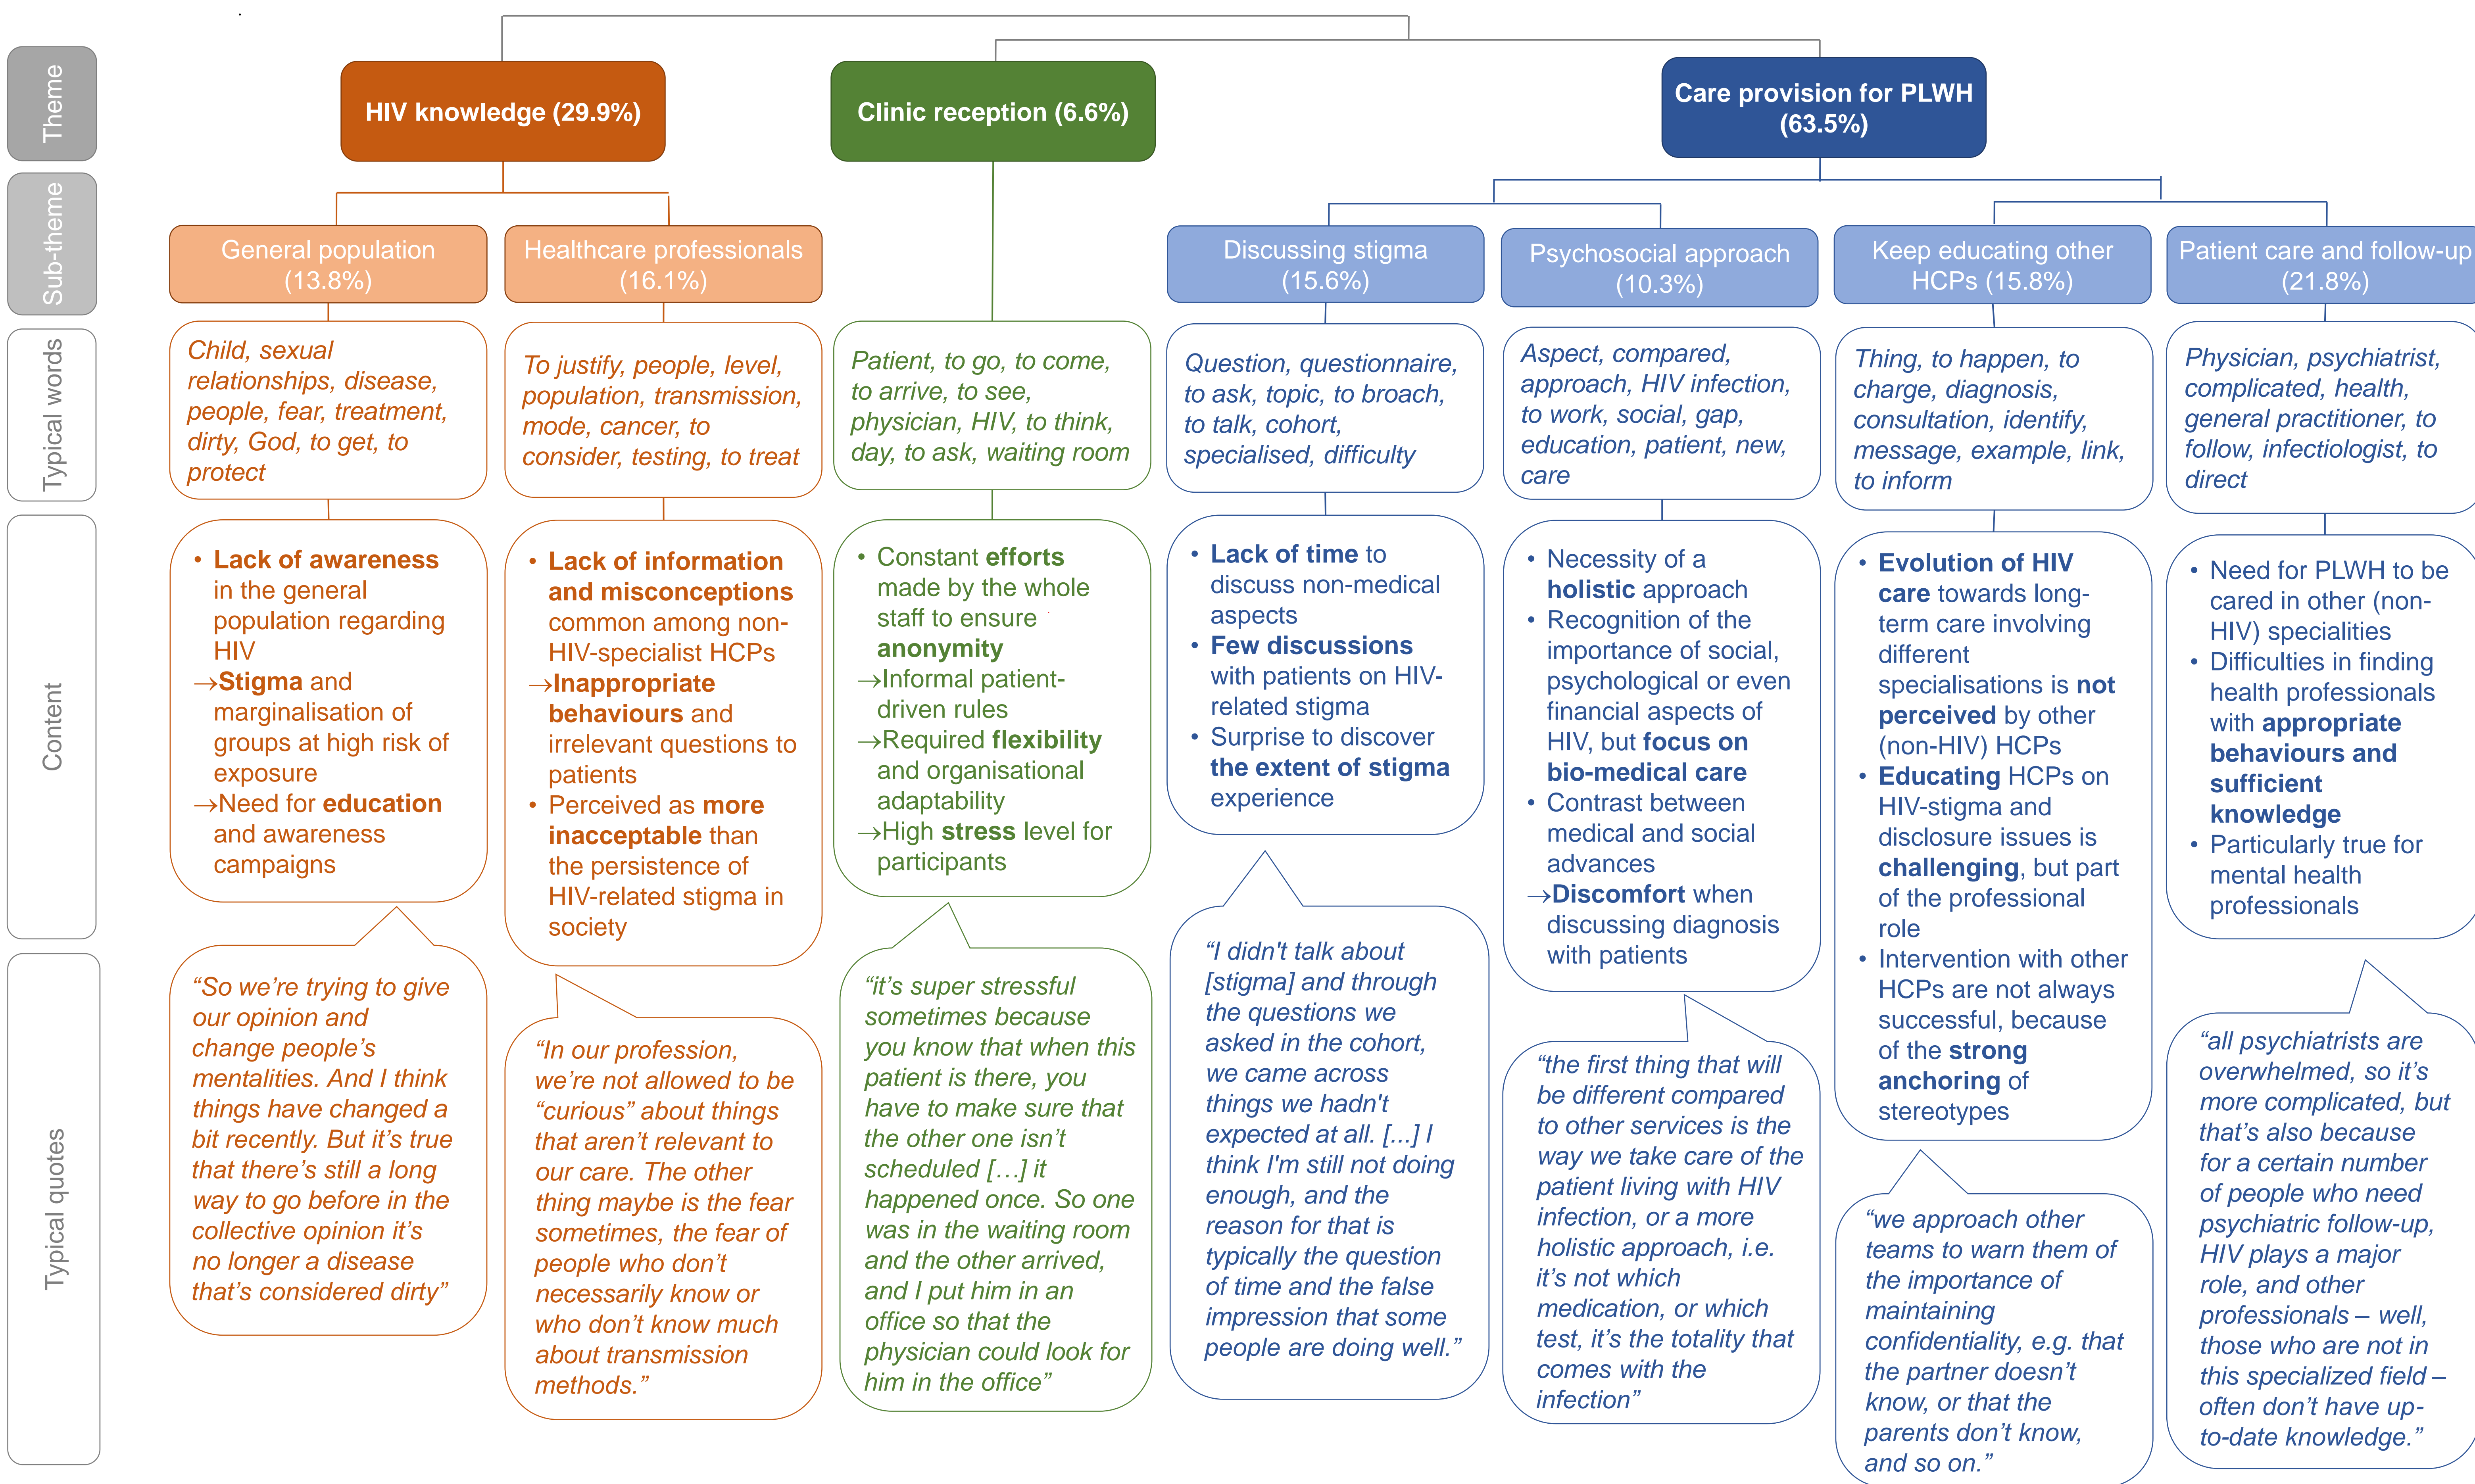 Theme
HIV knowledge (29.9%)
Clinic reception (6.6%)
Care provision for PLWH
(63.5%)
Sub-theme
General population
(13.8%)
Healthcare professionals
(16.1%)
Discussing stigma
(15.6%)
Psychosocial approach
(10.3%)
Keep educating other
HCPs (15.8%)
Patient care and follow-up
(21.8%)
Typical words
Child, sexual
relationships, disease,
people, fear, treatment,
dirty, God, to get, to
protect
To justify, people, level,
population, transmission,
mode, cancer, to
consider, testing, to treat
Patient, to go, to come,
to arrive, to see,
physician, HIV, to think,
day, to ask, waiting room
Question, questionnaire,
to ask, topic, to broach,
to talk, cohort,
specialised, difficulty
Aspect, compared,
approach, HIV infection,
to work, social, gap,
education, patient, new,
care
Thing, to happen, to
charge, diagnosis,
consultation, identify,
message, example, link,
to inform
Physician, psychiatrist,
complicated, health,
general practitioner, to
follow, infectiologist, to
direct
Content
• Lack of awareness
in the general
population regarding
HIV
→Stigma and
marginalisation of
groups at high risk of
exposure
→Need for education
and awareness
campaigns
• Lack of information
and misconceptions
common among non-
HIV-specialist HCPs
→Inappropriate
behaviours and
irrelevant questions to
patients
• Perceived as more
inacceptable than
the persistence of
HIV-related stigma in
society
• Constant efforts
made by the whole
staff to ensure
anonymity
→Informal patient-
driven rules
→Required flexibility
and organisational
adaptability
→High stress level for
participants
• Lack of time to
discuss non-medical
aspects
• Few discussions
with patients on HIV-
related stigma
• Surprise to discover
the extent of stigma
experience
• Necessity of a
holistic approach
• Recognition of the
importance of social,
psychological or even
financial aspects of
HIV, but focus on
bio-medical care
• Contrast between
medical and social
advances
→Discomfort when
discussing diagnosis
with patients
• Evolution of HIV
care towards long-
term care involving
different
specialisations is not
perceived by other
(non-HIV) HCPs
• Educating HCPs on
HIV-stigma and
disclosure issues is
challenging, but part
of the professional
role
• Intervention with other
HCPs are not always
successful, because
of the strong
anchoring of
stereotypes
• Need for PLWH to be
cared in other (non-
HIV) specialities
• Difficulties in finding
health professionals
with appropriate
behaviours and
sufficient
knowledge
• Particularly true for
mental health
professionals
Typical quotes
“So we’re trying to give
our opinion and
change people’s
mentalities. And I think
things have changed a
bit recently. But it’s true
that there’s still a long
way to go before in the
collective opinion it’s
no longer a disease
that’s considered dirty”
“In our profession,
we’re not allowed to be
“curious” about things
that aren’t relevant to
our care. The other
thing maybe is the fear
sometimes, the fear of
people who don’t
necessarily know or
who don’t know much
about transmission
methods.”
“it’s super stressful
sometimes because
you know that when this
patient is there, you
have to make sure that
the other one isn’t
scheduled […] it
happened once. So one
was in the waiting room
and the other arrived,
and I put him in an
office so that the
physician could look for
him in the office”
“I didn't talk about
[stigma] and through
the questions we
asked in the cohort,
we came across
things we hadn't
expected at all. [...] I
think I'm still not doing
enough, and the
reason for that is
typically the question
of time and the false
impression that some
people are doing well.”
“the first thing that will
be different compared
to other services is the
way we take care of the
patient living with HIV
infection, or a more
holistic approach, i.e.
it’s not which
medication, or which
test, it’s the totality that
comes with the
infection”
“we approach other
teams to warn them of
the importance of
maintaining
confidentiality, e.g. that
the partner doesn’t
know, or that the
parents don’t know,
and so on.”
“all psychiatrists are
overwhelmed, so it’s
more complicated, but
that’s also because
for a certain number
of people who need
psychiatric follow-up,
HIV plays a major
role, and other
professionals – well,
those who are not in
this specialized field –
often don’t have up-
to-date knowledge.”